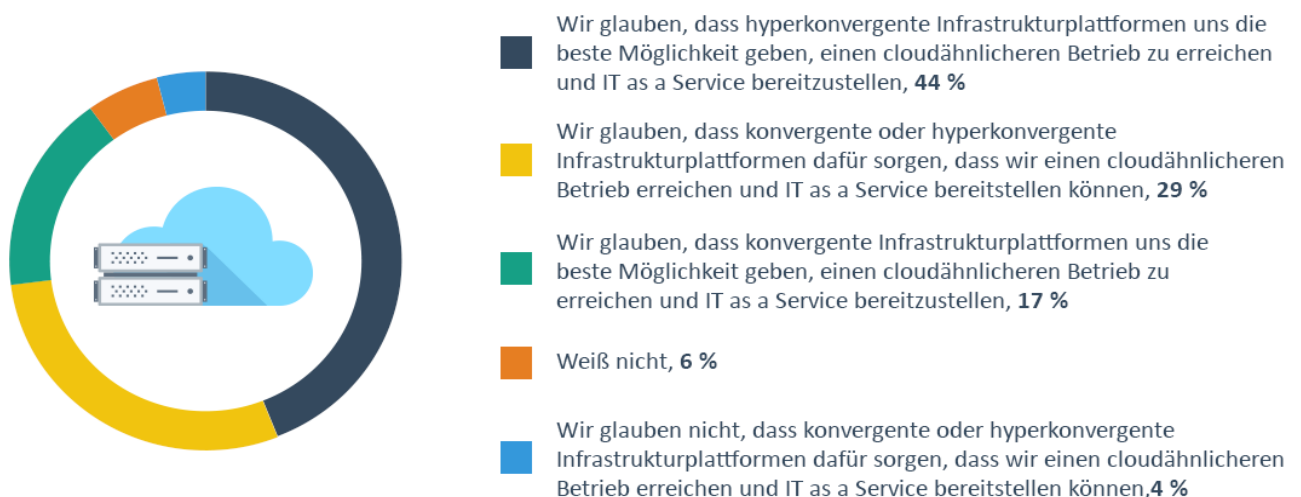 Wir glauben, dass hyperkonvergente Infrastrukturplattformen uns die
beste Möglichkeit geben, einen cloudähnlicheren Betrieb zu erreichen
und IT as a Service bereitzustellen, 44 %
Wir glauben, dass konvergente oder hyperkonvergente
Infrastrukturplattformen dafür sorgen, dass wir einen cloudähnlicheren
Betrieb erreichen und IT as a Service bereitstellen können, 29 %
Wir glauben, dass konvergente Infrastrukturplattformen uns die
beste Möglichkeit geben, einen cloudähnlicheren Betrieb zu
erreichen und IT as a Service bereitzustellen, 17 %
Weiß nicht, 6 %
Wir glauben nicht, dass konvergente oder hyperkonvergente
Infrastrukturplattformen dafür sorgen, dass wir einen cloudähnlicheren
Betrieb erreichen und IT as a Service bereitstellen können,4 %